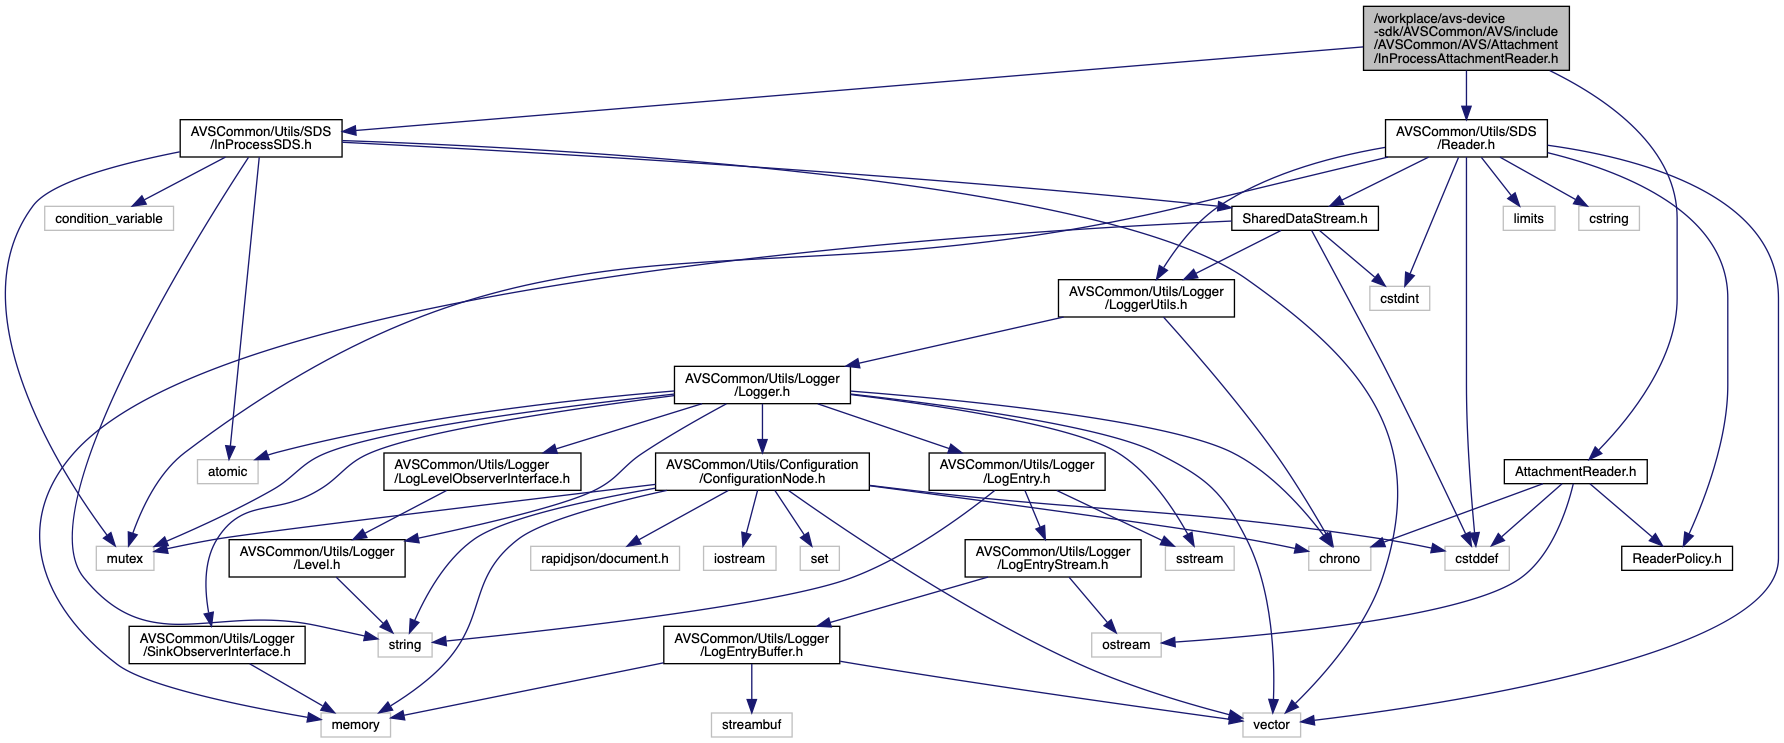 /workplace/avs-device
-sdk/AVSCommon/AVS/include
/AVSCommon/AVS/Attachment
/InProcessAttachmentReader.h
AVSCommon/Utils/SDS
/InProcessSDS.h
AVSCommon/Utils/SDS
/Reader.h
condition_variable
SharedDataStream.h
limits
cstring
AVSCommon/Utils/Logger
/LoggerUtils.h
cstdint
AVSCommon/Utils/Logger
/Logger.h
atomic
AVSCommon/Utils/Logger
/LogLevelObserverInterface.h
AVSCommon/Utils/Configuration
/ConfigurationNode.h
AVSCommon/Utils/Logger
/LogEntry.h
AttachmentReader.h
mutex
AVSCommon/Utils/Logger
/Level.h
rapidjson/document.h
iostream
set
AVSCommon/Utils/Logger
/LogEntryStream.h
sstream
chrono
cstddef
ReaderPolicy.h
AVSCommon/Utils/Logger
/SinkObserverInterface.h
string
AVSCommon/Utils/Logger
/LogEntryBuffer.h
ostream
memory
streambuf
vector